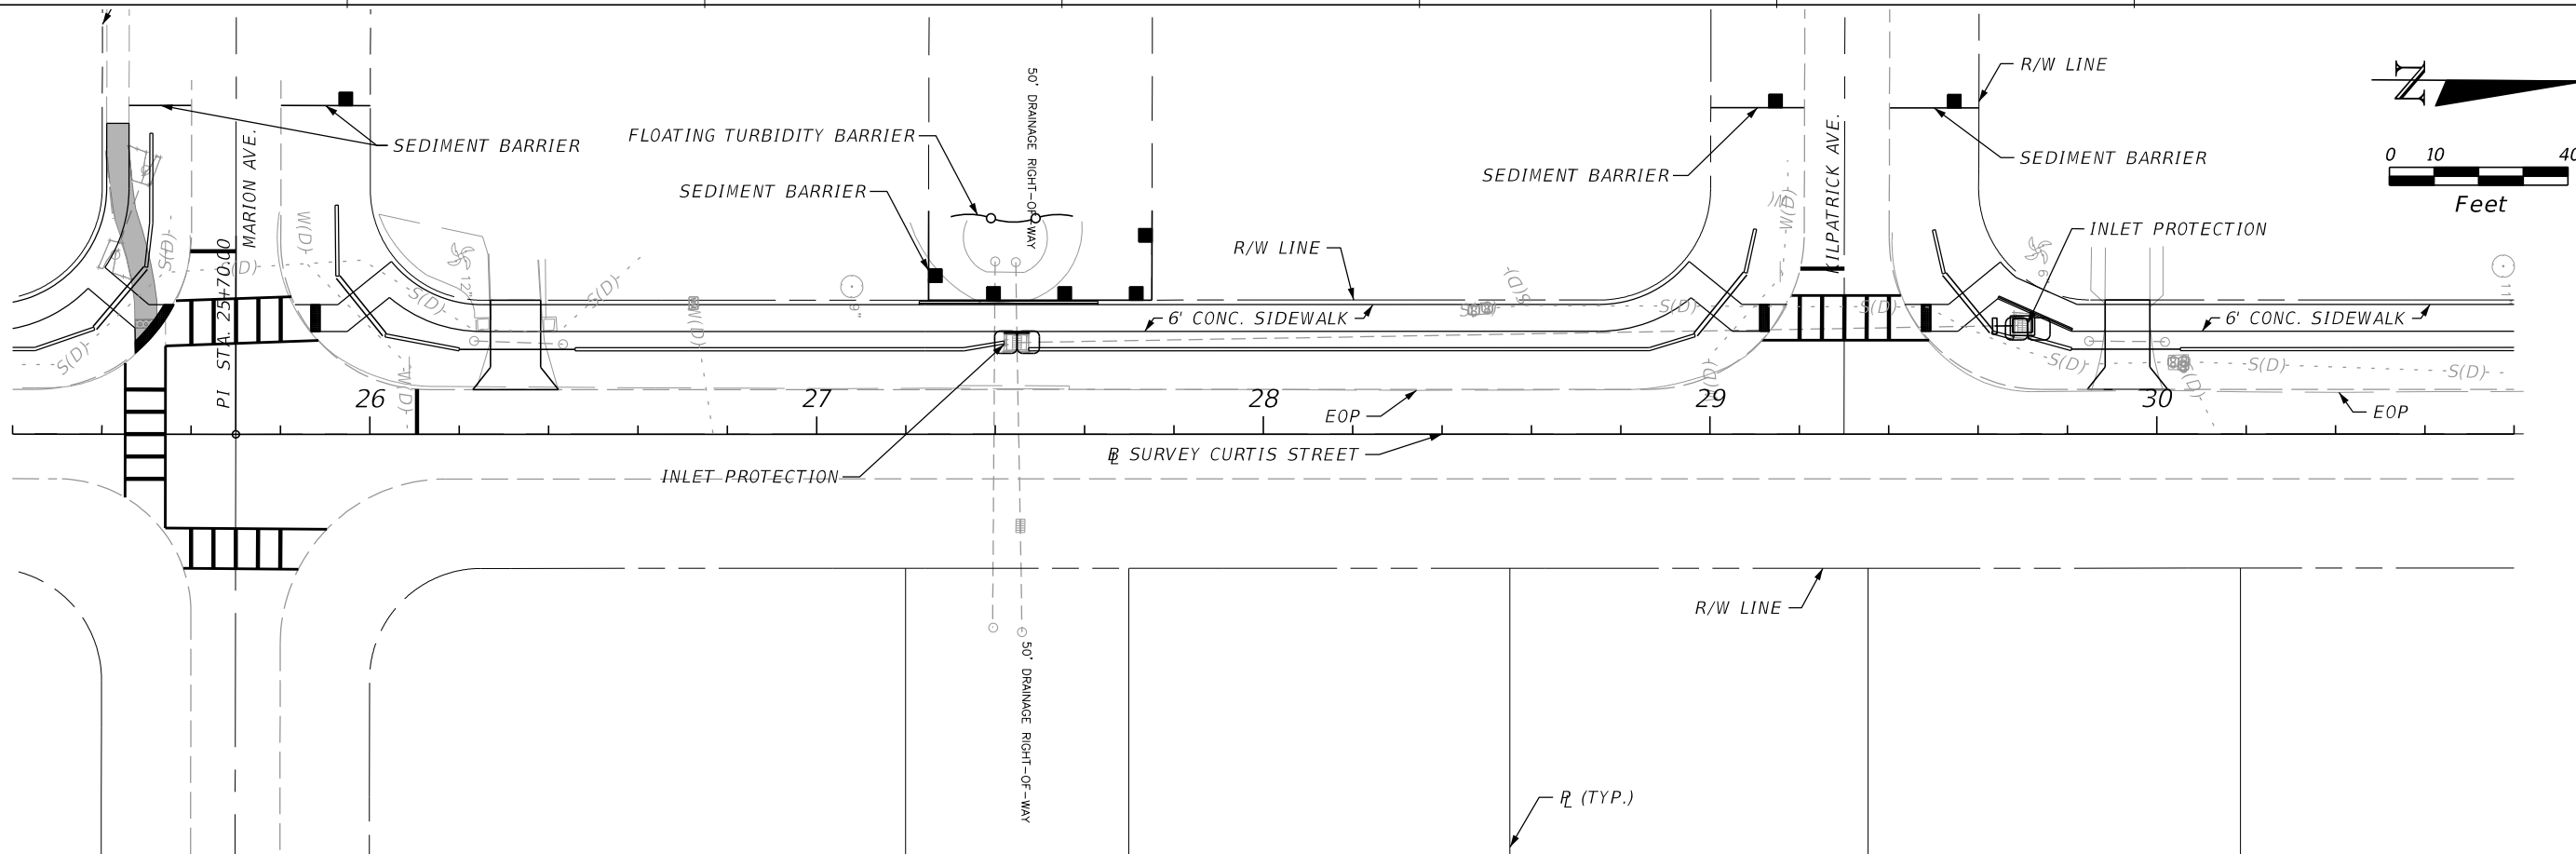 R/W LINE
0 10 40
Feet
N
50' DRAINAGE RIGHT-OF-WAY
FLOATING TURBIDITY BARRIER
SEDIMENT BARRIER
SEDIMENT BARRIER
SEDIMENT BARRIER
SEDIMENT BARRIER
MARION AVE.
KILPATRICK AVE.
PI STA. 25+70.00
INLET PROTECTION
R/W LINE
W(D)
S(D)
S(D)
S(D)
S(D)
12"
W(D)
9"
S(D)
S(D)
S(D)
W(D)
S(D)
6' CONC. SIDEWALK
6' CONC. SIDEWALK
S(D)
W(D)
S(D)
S(D)
S(D)
26
27
28
29
30
EOP
EOP
INLET PROTECTION
B SURVEY CURTIS STREET
R/W LINE
50' DRAINAGE RIGHT-OF-WAY
PL (TYP.)